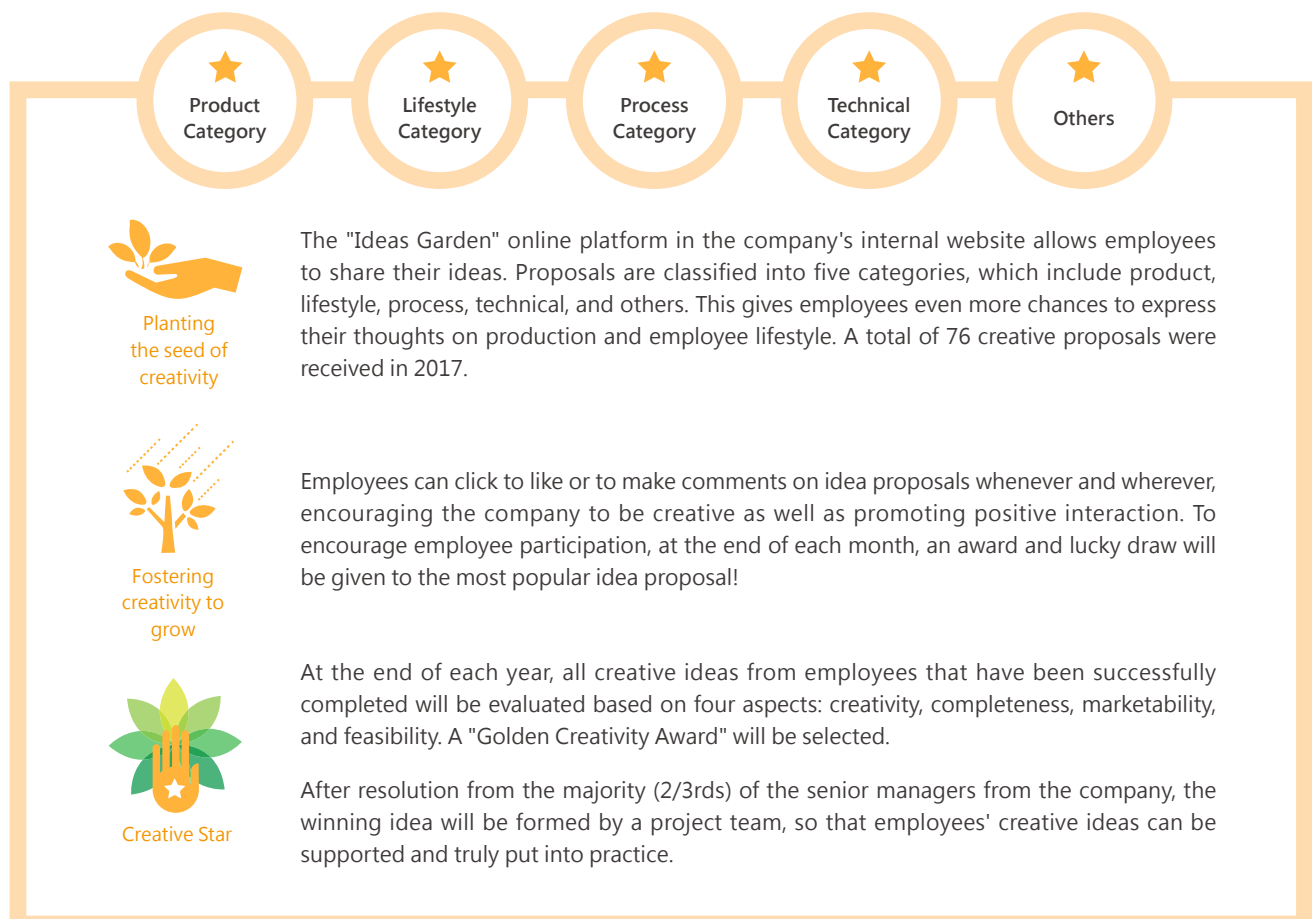 Product
Category
Lifestyle
Category
Process
Category
Technical
Category
Others
Planting
the seed of
creativity
The "Ideas Garden" online platform in the company's internal website allows employees
to share their ideas. Proposals are classified into five categories, which include product,
lifestyle, process, technical, and others. This gives employees even more chances to express
their thoughts on production and employee lifestyle. A total of 76 creative proposals were
received in 2017.
Fostering
creativity to
grow
Employees can click to like or to make comments on idea proposals whenever and wherever,
encouraging the company to be creative as well as promoting positive interaction. To
encourage employee participation, at the end of each month, an award and lucky draw will
be given to the most popular idea proposal!
Creative Star
At the end of each year, all creative ideas from employees that have been successfully
completed will be evaluated based on four aspects: creativity, completeness, marketability,
and feasibility. A "Golden Creativity Award" will be selected.
After resolution from the majority (2/3rds) of the senior managers from the company, the
winning idea will be formed by a project team, so that employees' creative ideas can be
supported and truly put into practice.